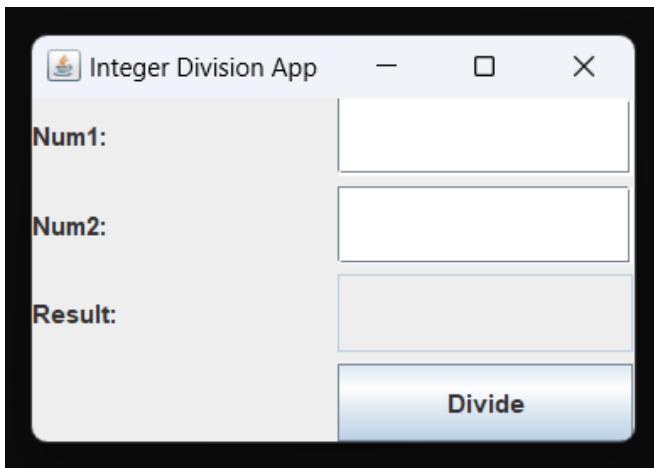 Integer Division App
Num1:
Num2:
Result:
Divide